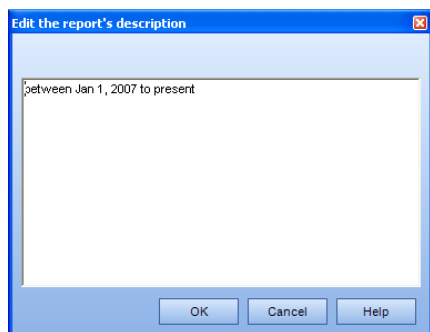 Edit the report's description
between Jan 1, 2007 to present
OK
Cancel
Help